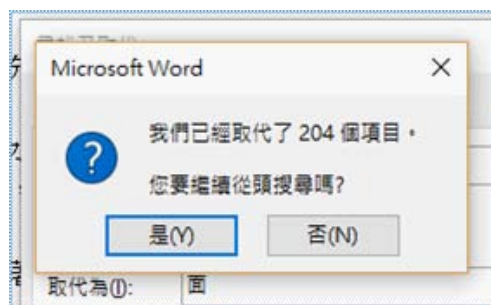 Microsoft Word
我們已經取代了 204 個項目。
您要繼續從頭搜尋嗎?
是(Y)
否(N)
取代為(I):
面